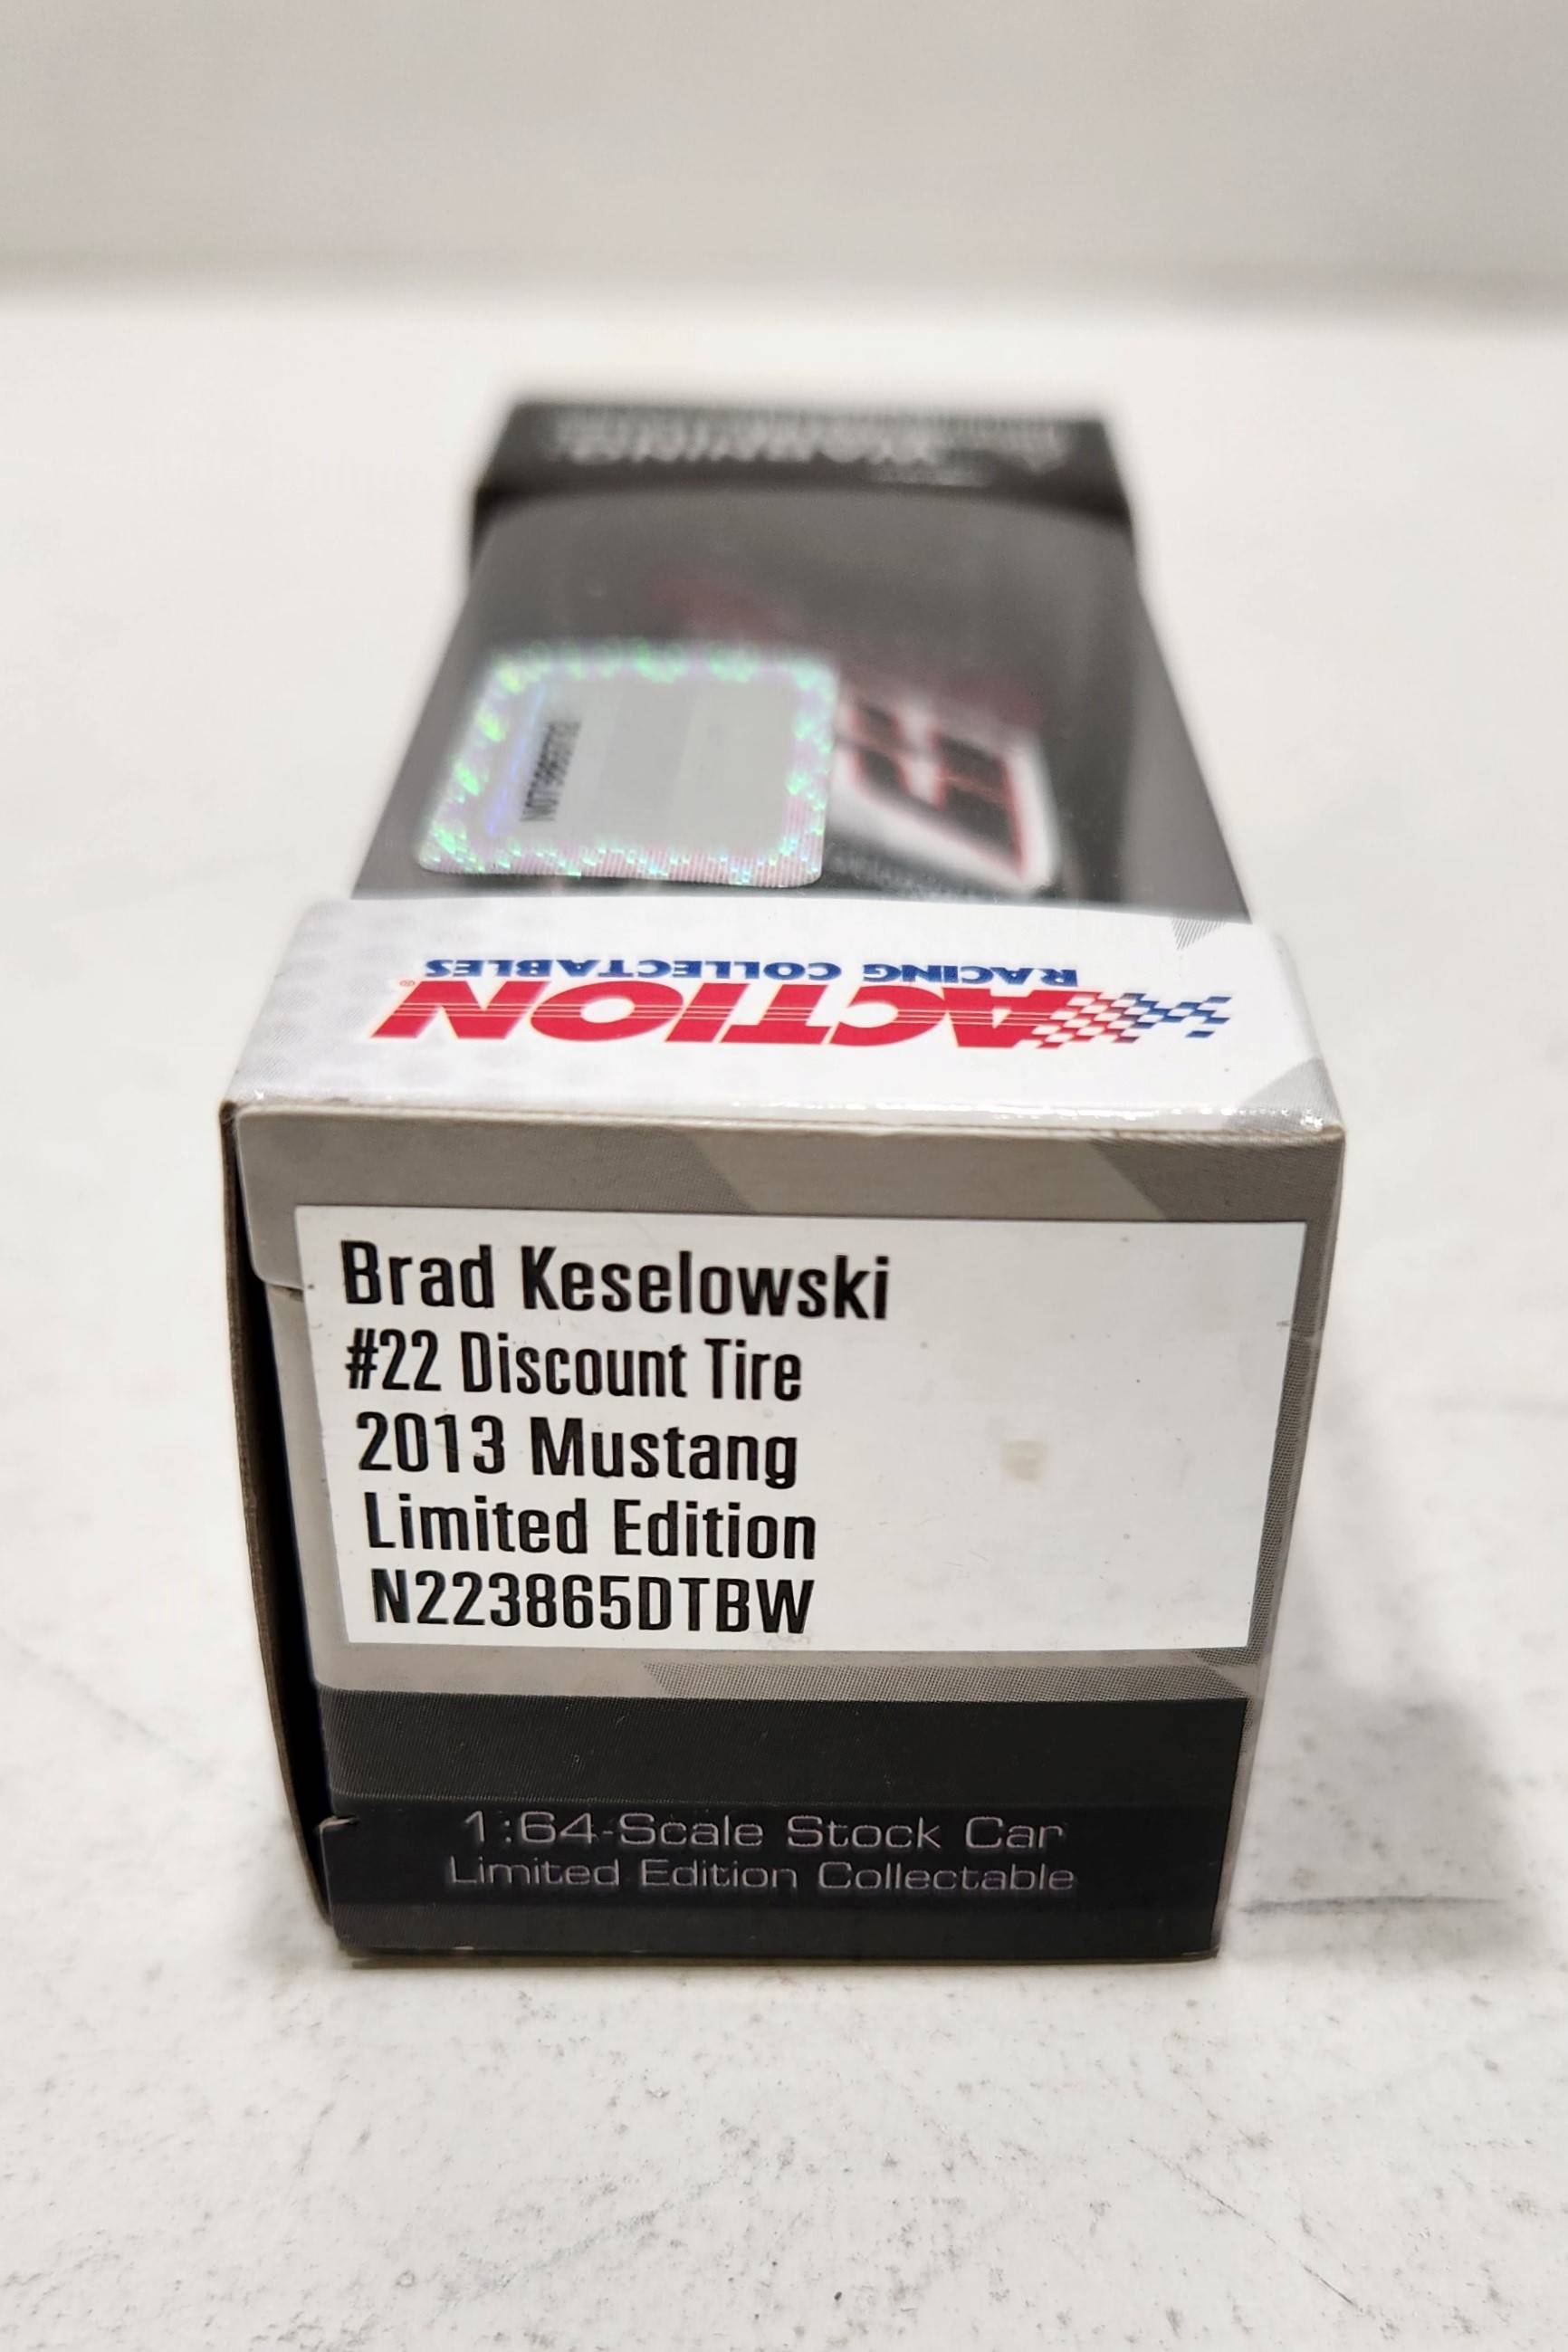 WARNING
ACTION®
RACING COLLECTABLES
Brad Keselowski
#22 Discount Tire
2013 Mustang
Limited Edition
N223865DTBW
1:64-Scale Stock Car
Limited Edition Collectable